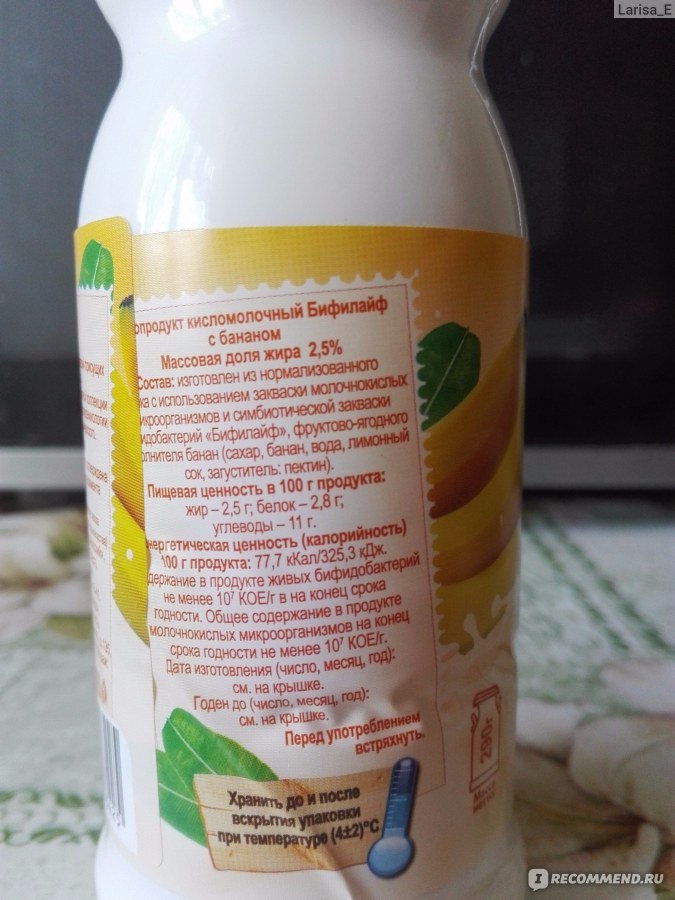 Larisa_E
опродукт кисломолочный Бифилайф
с бананом
Массовая доля жира 2,5%
Состав: изготовлен из нормализованного
ка с использованием закваски молочнокислых
икроорганизмов и симбиотической закваски
идобактерий «Бифилайф», фруктово-ягодного
олнителя банан (сахар, банан, вода, лимонный
сок, загуститель: пектин).
Пищевая ценность в 100 г продукта:
жир – 2,5 г; белок – 2,8 г;
углеводы – 11 г.
нергетическая ценность (калорийность)
100 г продукта: 77,7 кКал/325,3 кДж.
держание в продукте живых бифидобактерий
не менее 10⁷ КОЕ/г в на конец срока
годности. Общее содержание в продукте
молочнокислых микроорганизмов на конец
срока годности не менее 10⁷ КОЕ/г.
Дата изготовления (число, месяц, год):
см. на крышке.
Годен до (число, месяц, год):
см. на крышке.
Перед употреблением
встряхнуть.
290г
Масса
Хранить до и после
вскрытия упаковки
при температуре (4±2)°С
IRECOMMEND.RU